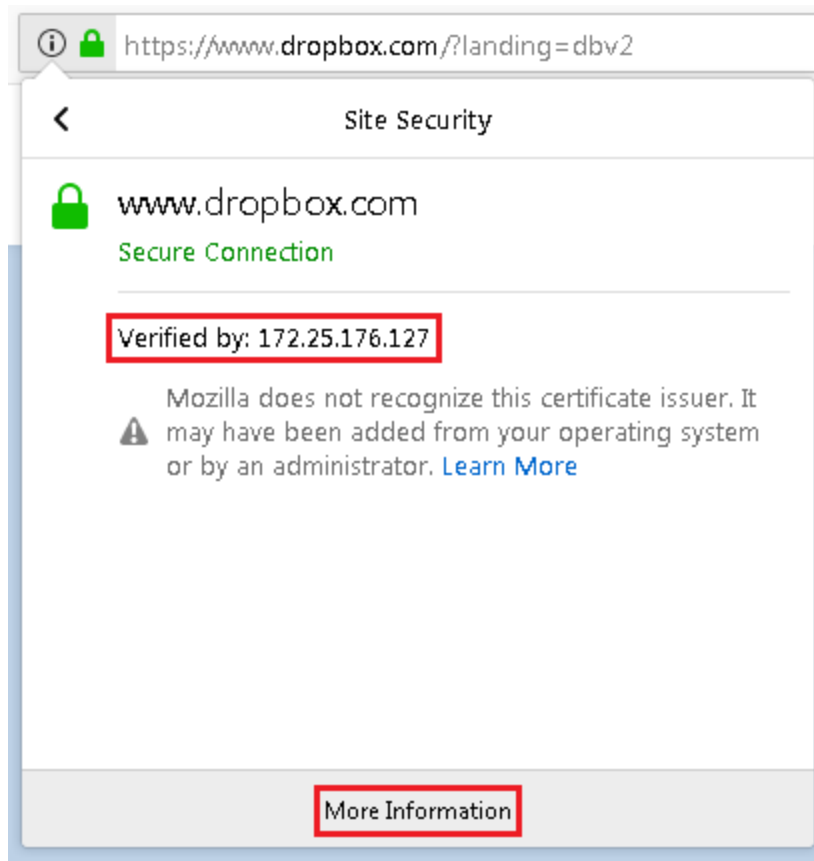 https://www.dropbox.com/?landing=dbv2
Site Security
www.dropbox.com
Secure Connection
Verified by: 172.25.176.127
Mozilla does not recognize this certificate issuer. It
may have been added from your operating system
or by an administrator. Learn More
More Information